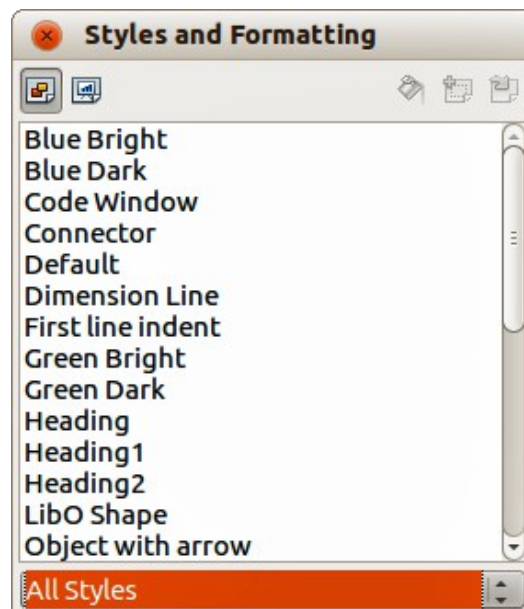 Styles and Formatting
Blue Bright
Blue Dark
Code Window
Connector
Default
Dimension Line
First line indent
Green Bright
Green Dark
Heading
Heading1
Heading2
LibO Shape
Object with arrow
All Styles